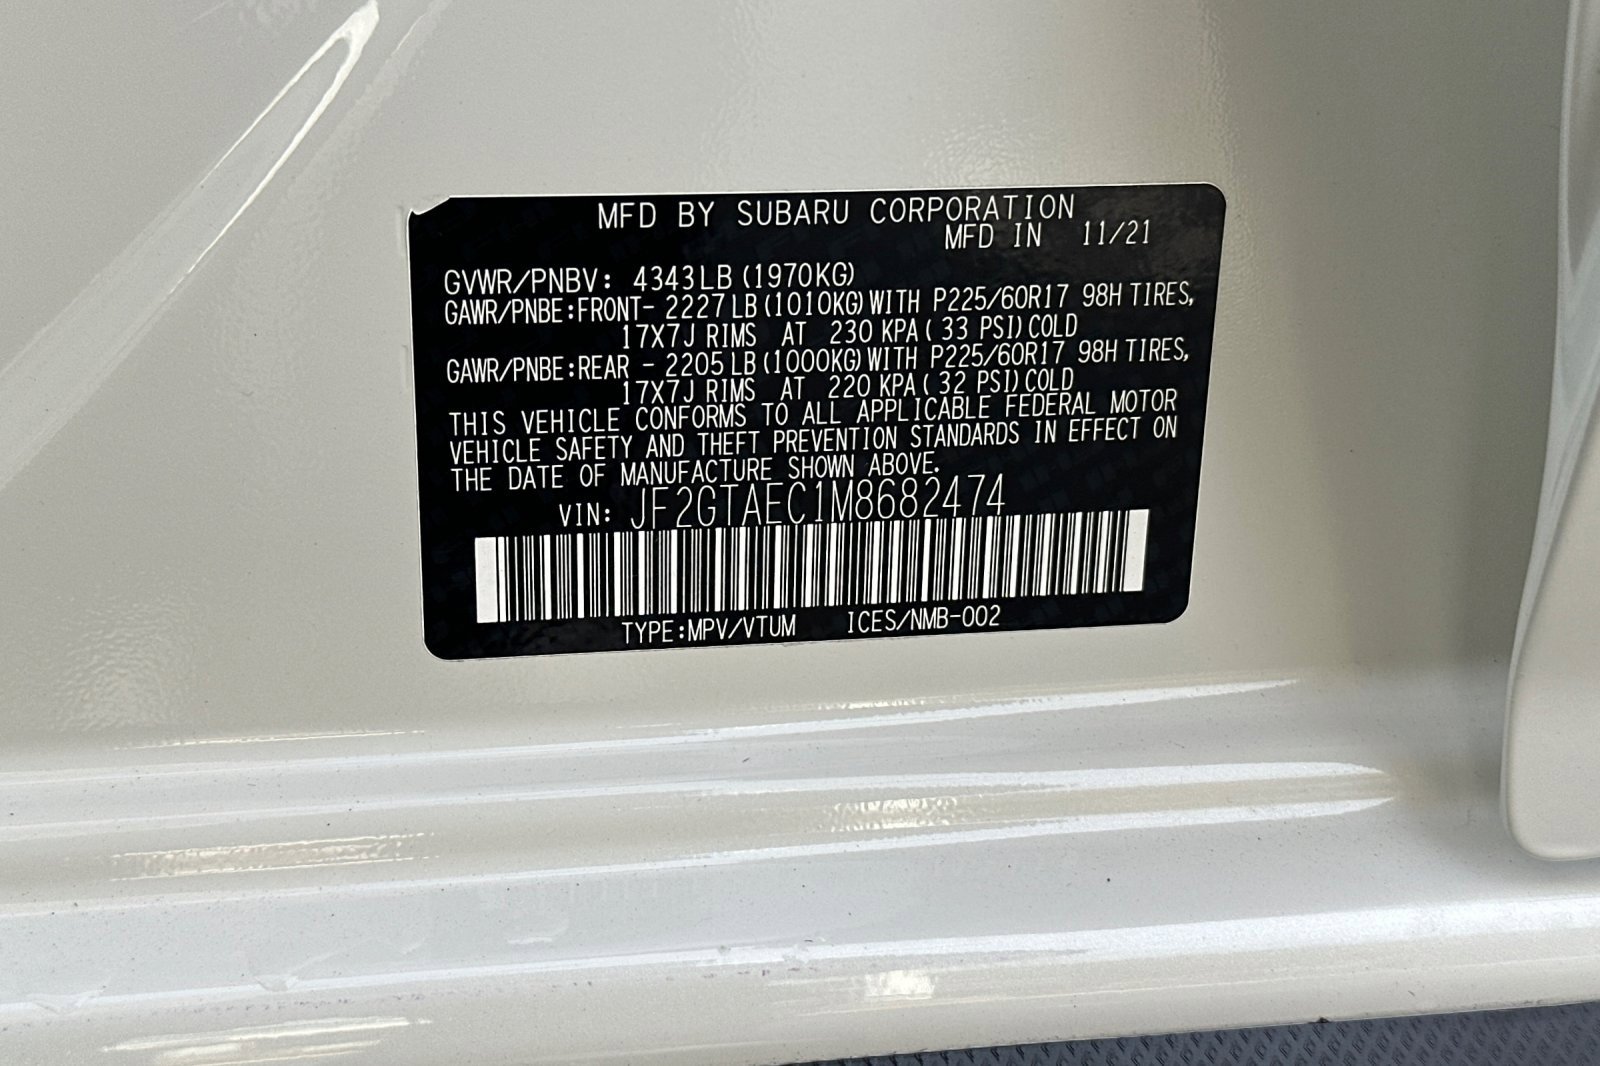 MFD BY SUBARU CORPORATION
MFD IN 11/21
GVWR/PNBV: 4343LB (1970KG)
GAWR/PNBE:FRONT- 2227 LB (1010KG) WITH P225/60R17 98H TIRES,
17X7J RIMS AT 230 KPA ( 33 PSI) COLD
GAWR/PNBE:REAR - 2205 LB (1000KG) WITH P225/60R17 98H TIRES,
17X7J RIMS AT 220 KPA ( 32 PSI) COLD
THIS VEHICLE CONFORMS TO ALL APPLICABLE FEDERAL MOTOR
VEHICLE SAFETY AND THEFT PREVENTION STANDARDS IN EFFECT ON
THE DATE OF MANUFACTURE SHOWN ABOVE.
VIN: JF2GTAEC1M8682474
TYPE:MPV/VTUM ICES/NMB-002